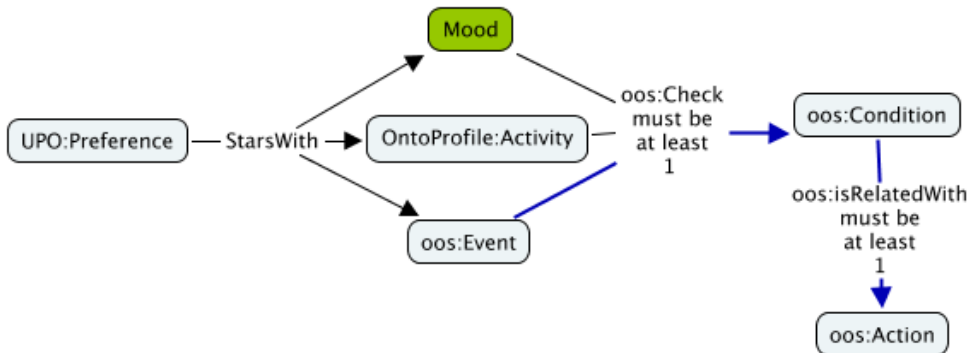 Mood
UPO:Preference
StarsWith
OntoProfile:Activity
oos:Event
oos:Check
must be
at least
1
oos:Condition
oos:isRelatedWith
must be
at least
1
oos:Action